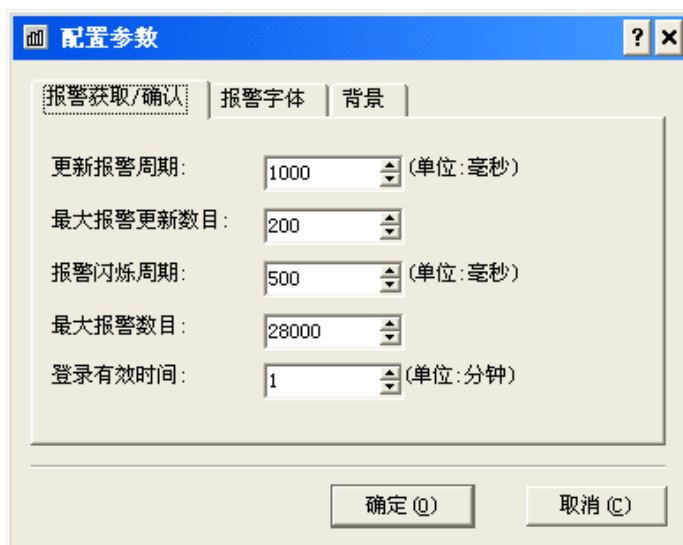 配置参数
报警获取/确认 报警字体 背景
更新报警周期: 1000 (单位:毫秒)
最大报警更新数目: 200
报警闪烁周期: 500 (单位:毫秒)
最大报警数目: 28000
登录有效时间: 1 (单位:分钟)
确定(O) 取消(C)